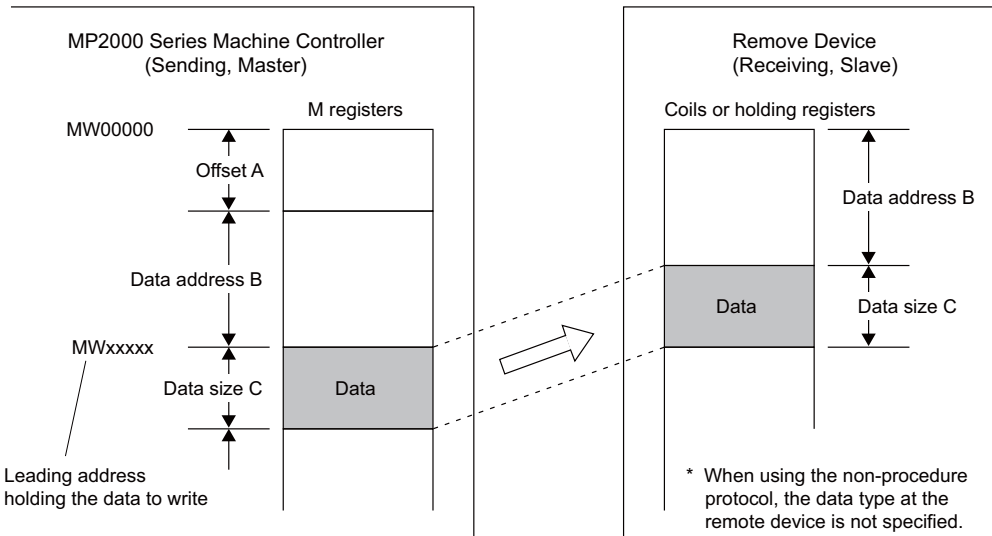 MP2000 Series Machine Controller
(Sending, Master)
M registers
MW00000
Offset A
Data address B
MWxxxxx
Data size C
Data
Leading address
holding the data to write
Remove Device
(Receiving, Slave)
Coils or holding registers
Data address B
Data
Data size C
* When using the non-procedure
protocol, the data type at the
remote device is not specified.